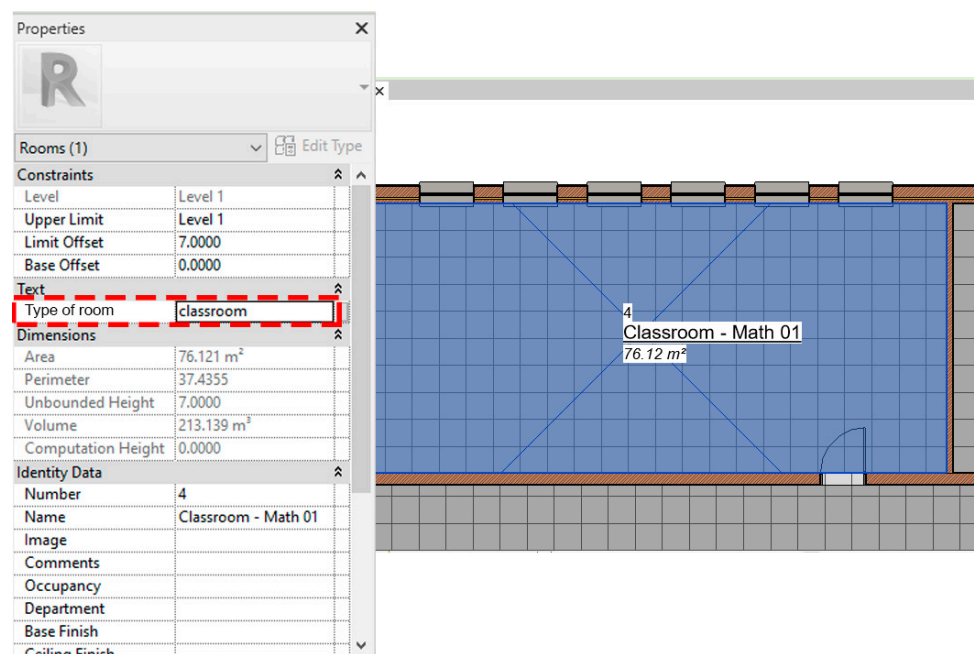 Properties
R
Rooms (1)
Edit Type
Constraints
Level Level 1
Upper Limit Level 1
Limit Offset 7.0000
Base Offset 0.0000
Text
Type of room classroom
Dimensions
Area 76.121 m²
Perimeter 37.4355
Unbounded Height 7.0000
Volume 213.139 m³
Computation Height 0.0000
Identity Data
Number 4
Name Classroom - Math 01
Image
Comments
Occupancy
Department
Base Finish
Ceiling Finish
4
Classroom - Math 01
76.12 m²